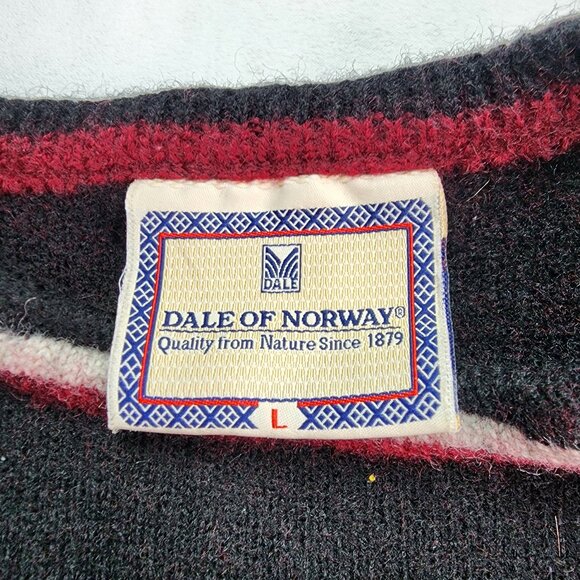 DALE
DALE OF NORWAY®
Quality from Nature Since 1879
L